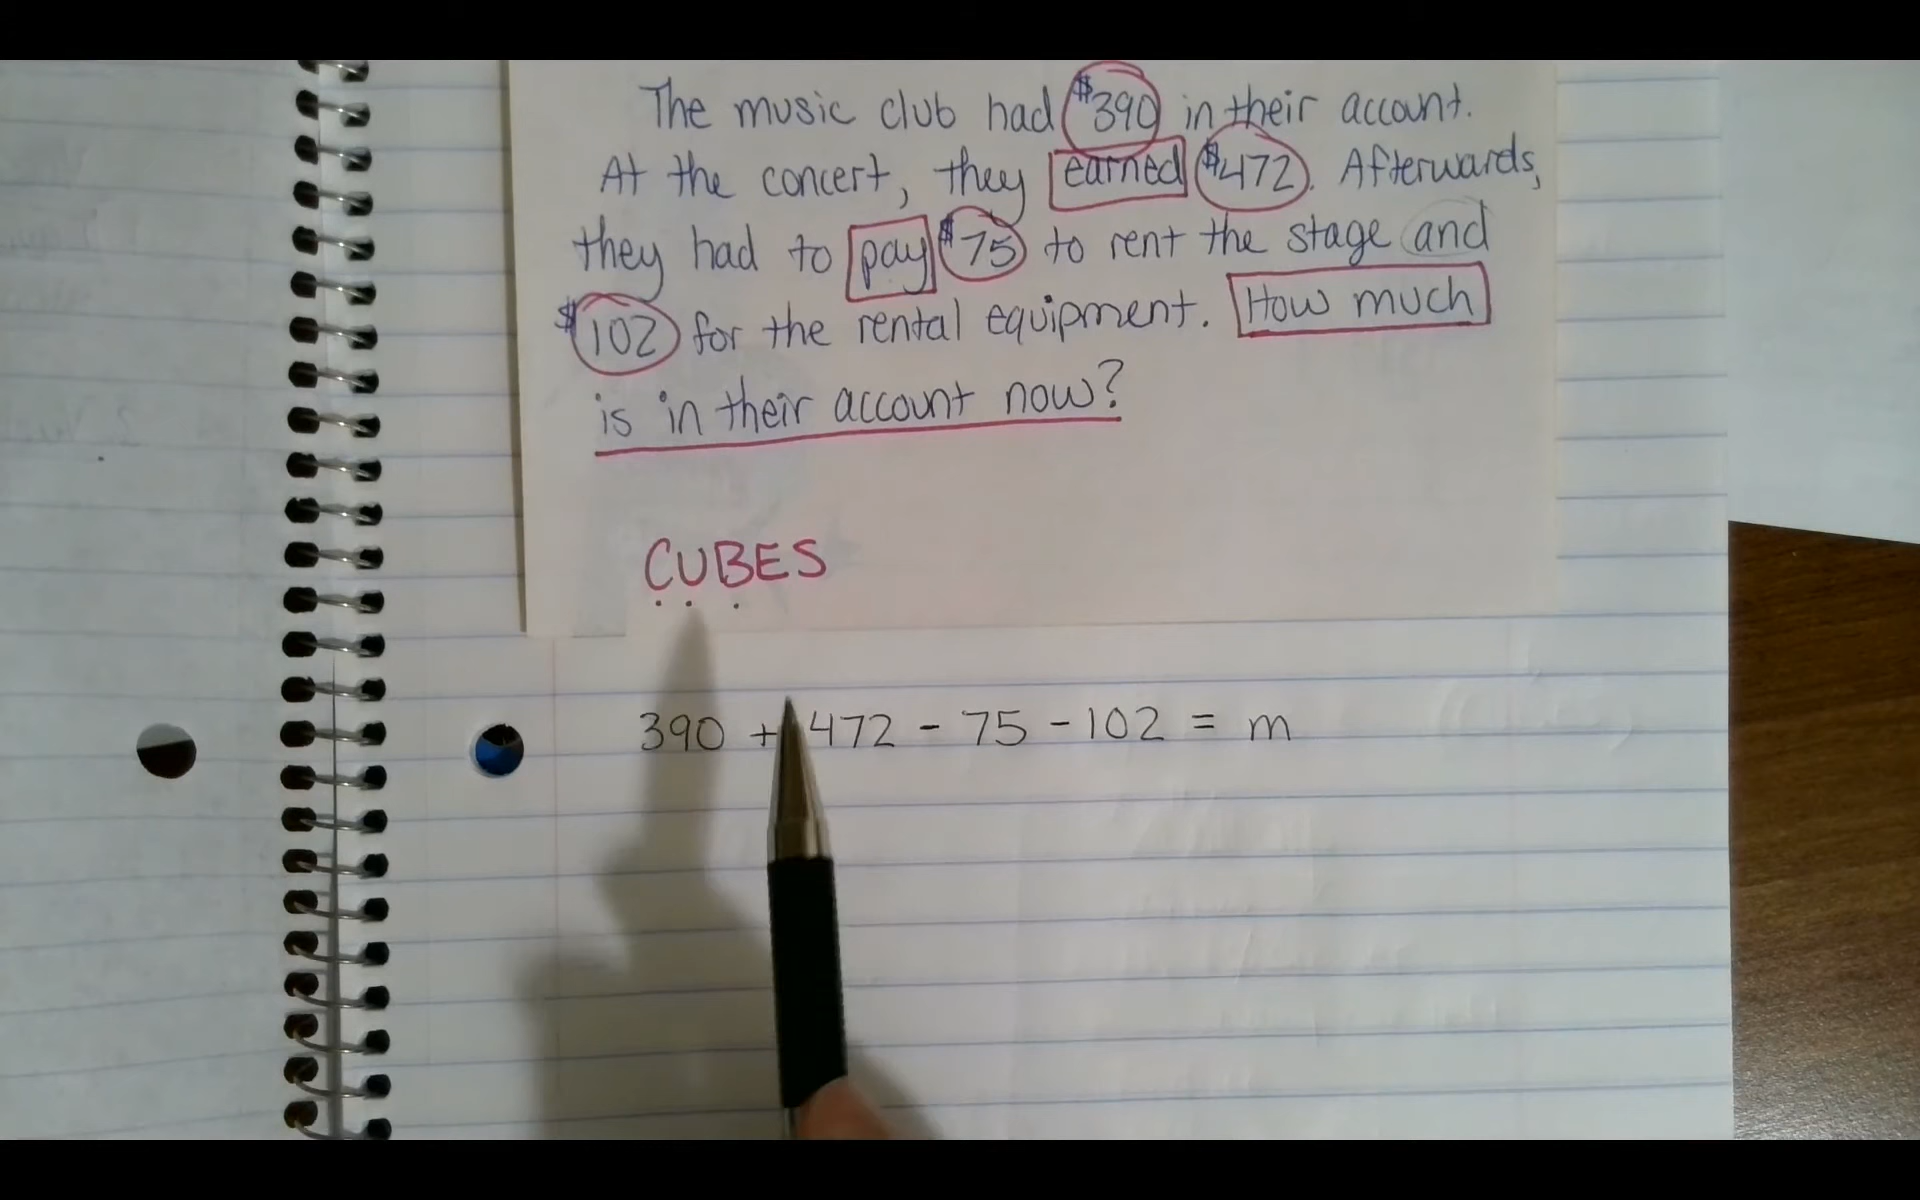 The music club had $390 in their account.
At the concert, they earned $472. Afterwards,
they had to pay $75 to rent the stage and
$102 for the rental equipment. How much
is in their account now?
CUBES
390 + 472 - 75 - 102 = m